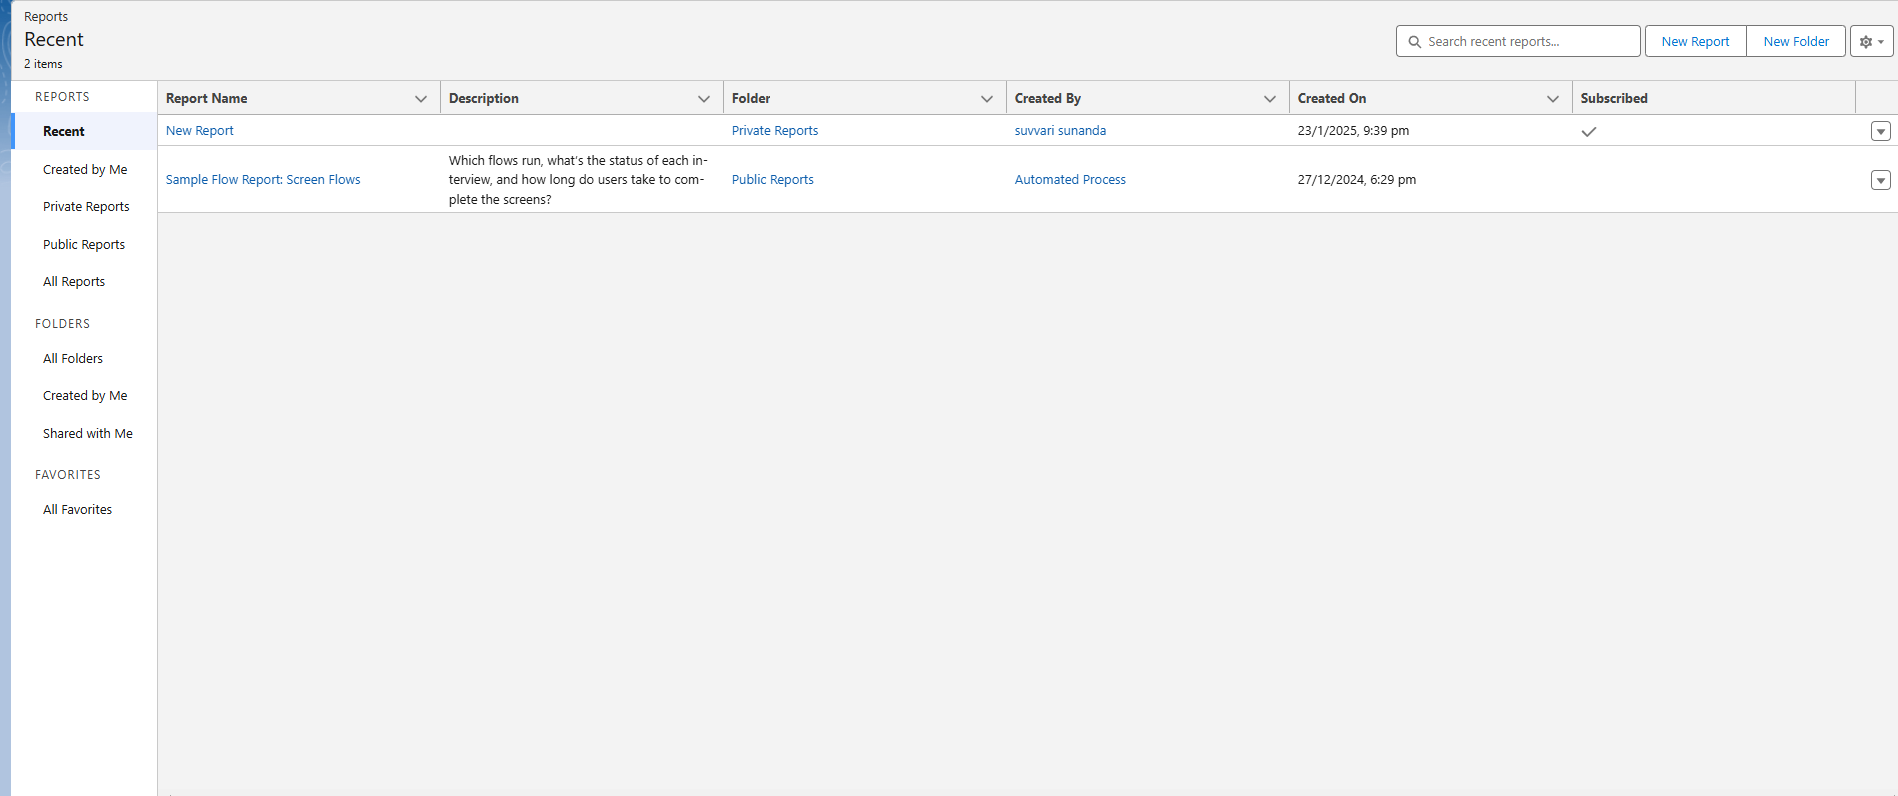 Reports
Recent
2 items
Search recent reports...
New Report
New Folder
REPORTS
Recent
Created by Me
Private Reports
Public Reports
All Reports
FOLDERS
All Folders
Created by Me
Shared with Me
FAVORITES
All Favorites
Report Name
Description
Folder
Created By
Created On
Subscribed
New Report
Private Reports
suvvari sunanda
23/1/2025, 9:39 pm
Sample Flow Report: Screen Flows
Which flows run, what's the status of each in-
terview, and how long do users take to com-
plete the screens?
Public Reports
Automated Process
27/12/2024, 6:29 pm